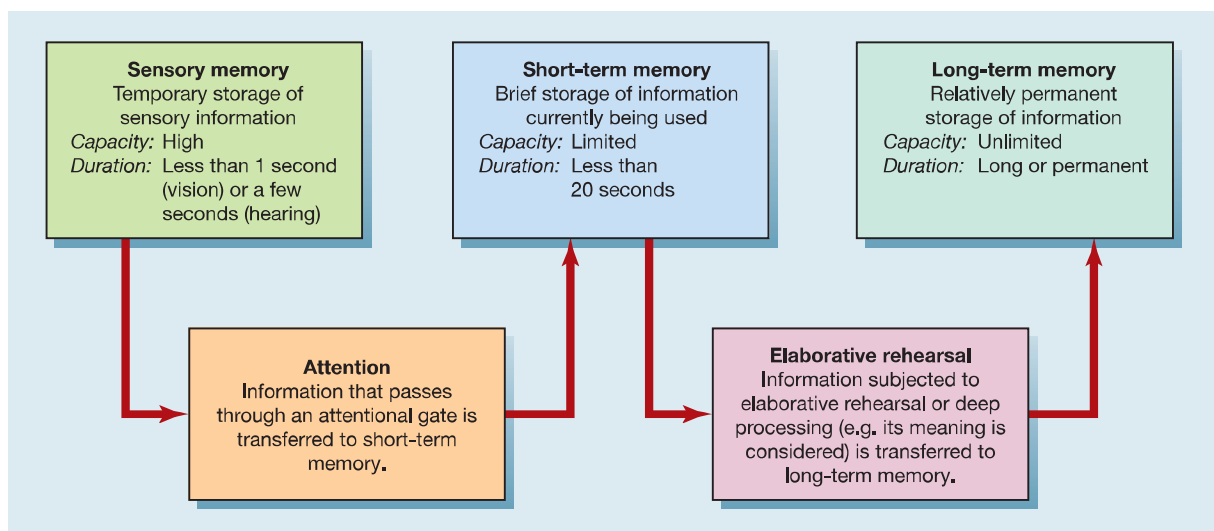 Sensory memory
Temporary storage of
sensory information
Capacity: High
Duration: Less than 1 second
(vision) or a few
seconds (hearing)
Short-term memory
Brief storage of information
currently being used
Capacity: Limited
Duration: Less than
20 seconds
Long-term memory
Relatively permanent
storage of information
Capacity: Unlimited
Duration: Long or permanent
Attention
Information that passes
through an attentional gate is
transferred to short-term
memory.
Elaborative rehearsal
Information subjected to
elaborative rehearsal or deep
processing (e.g. its meaning is
considered) is transferred to
long-term memory.